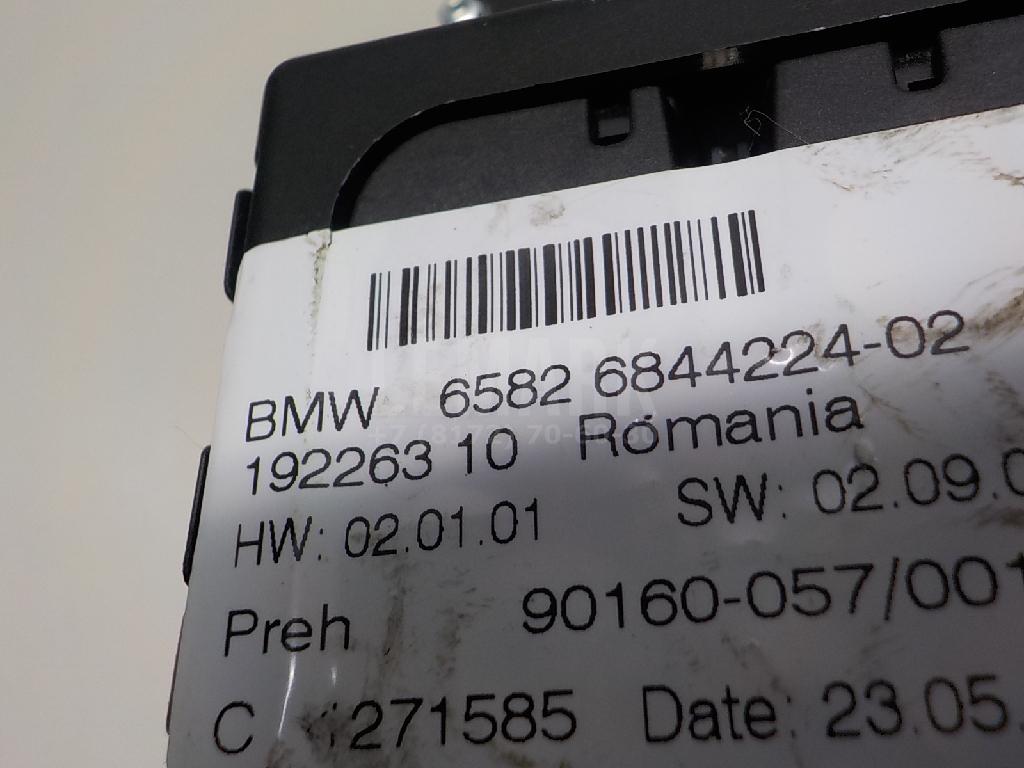 BMW 6582 6844224-02
192263 10 Romania
HW: 02.01.01 SW: 02.09.0
Preh 90160-057/001
C 271585 Date: 23.05.